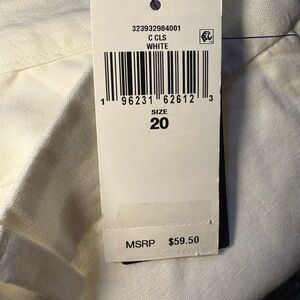 323932984001
C CLS
WHITE
1 96231 62612 3
SIZE
20
MSRP $59.50